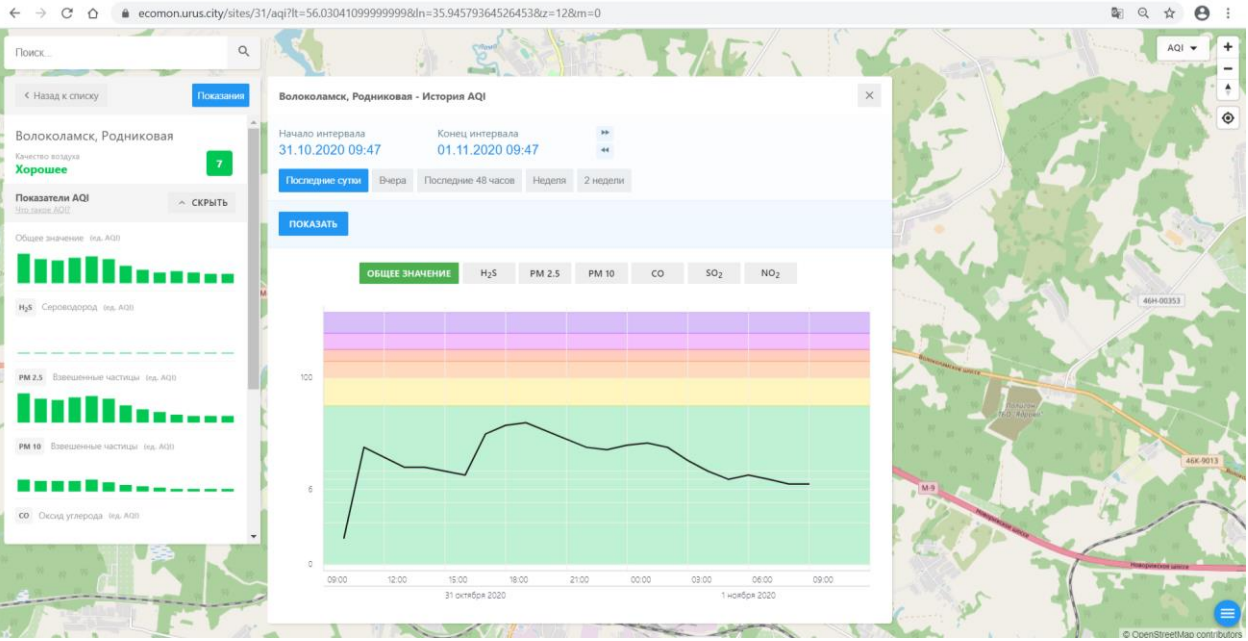 ecomon.urus.city/sites/31/aqi?lt=56.03041099999999&ln=35.94579364526453&z=12&m=0
Поиск...
AQI
Назад к списку
Показания
Волоколамск, Родниковая
Качество воздуха
Хорошее
7
Показатели AQI
Что такое AQI?
СКРЫТЬ
Общее значение (ед. AQI)
H₂S Сероводород (ед. AQI)
PM 2.5 Взвешенные частицы (ед. AQI)
PM 10 Взвешенные частицы (ед. AQI)
CO Оксид углерода (ед. AQI)
Волоколамск, Родниковая - История AQI
Начало интервала
31.10.2020 09:47
Конец интервала
01.11.2020 09:47
Последние сутки Вчера Последние 48 часов Неделя 2 недели
ПОКАЗАТЬ
ОБЩЕЕ ЗНАЧЕНИЕ H₂S PM 2.5 PM 10 CO SO₂ NO₂
100
6
0
09:00 12:00 15:00 18:00 21:00 00:00 03:00 06:00 09:00
31 октября 2020 1 ноября 2020
46Н-00353
Волоколамское шоссе
Полигон
ТБО "Ядрово"
46К-9013
М-9
Новорижское шоссе
Новорижское шоссе
© OpenStreetMap contributors